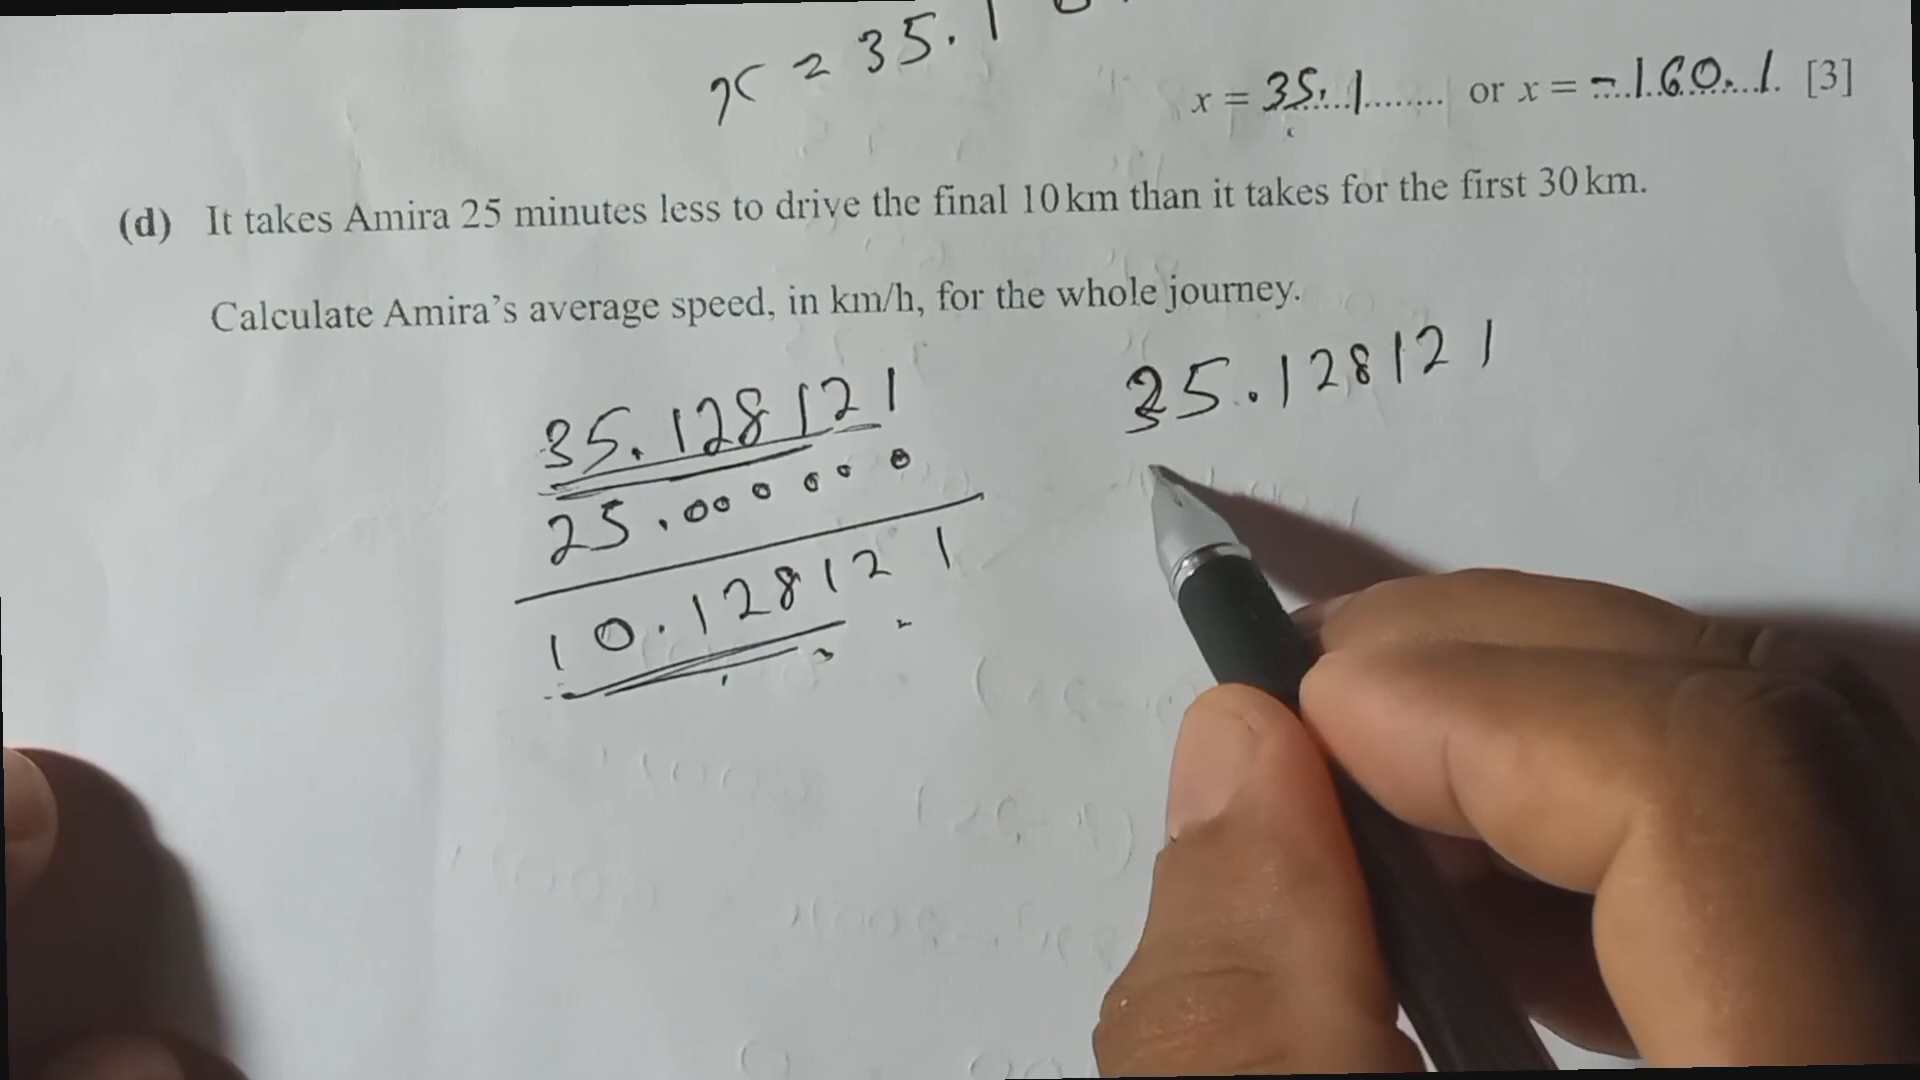 x = 35.1
x = 35.1 or x = -160.1 [3]
(d) It takes Amira 25 minutes less to drive the final 10 km than it takes for the first 30 km.
Calculate Amira's average speed, in km/h, for the whole journey.
35.128121
35.128121
25.000000
10.128121